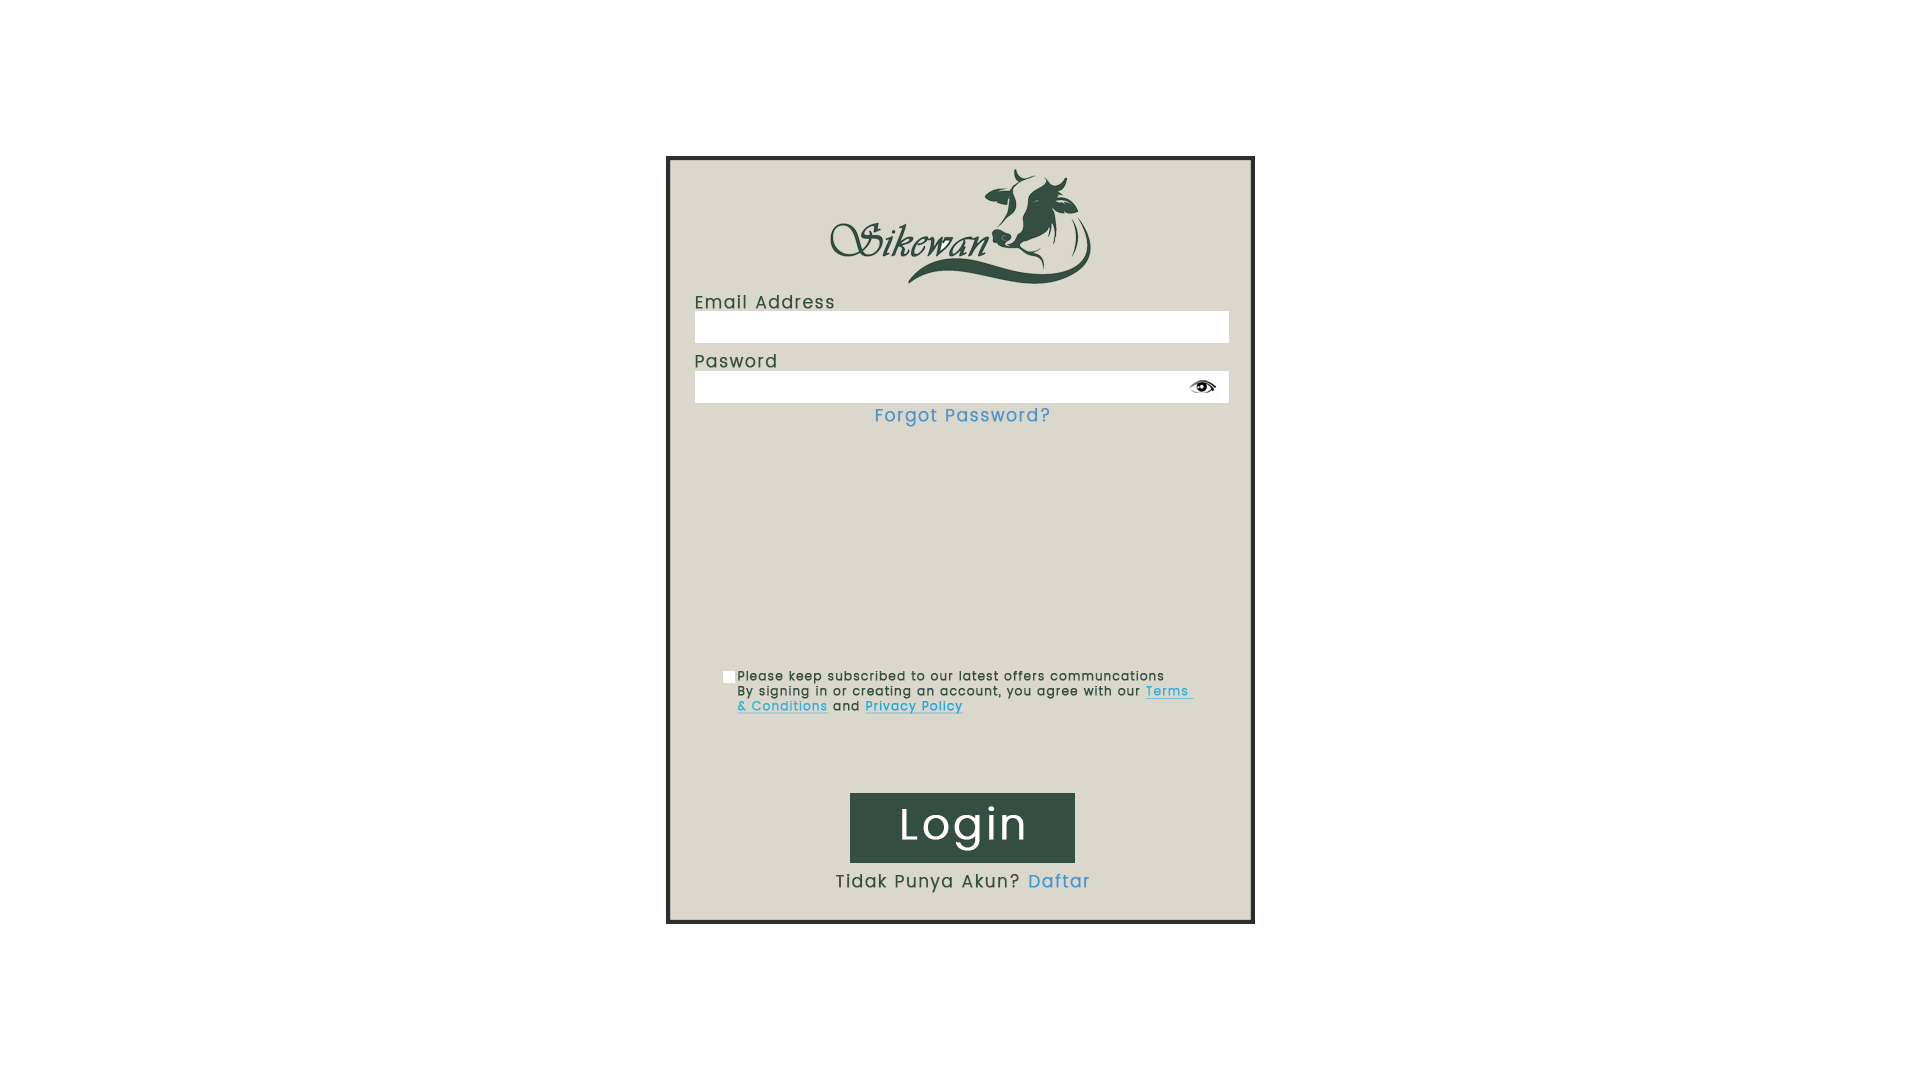 Sikewan
Email Address
Pasword
Forgot Password?
Please keep subscribed to our latest offers communcations
By signing in or creating an account, you agree with our Terms
& Conditions and Privacy Policy
Login
Tidak Punya Akun? Daftar